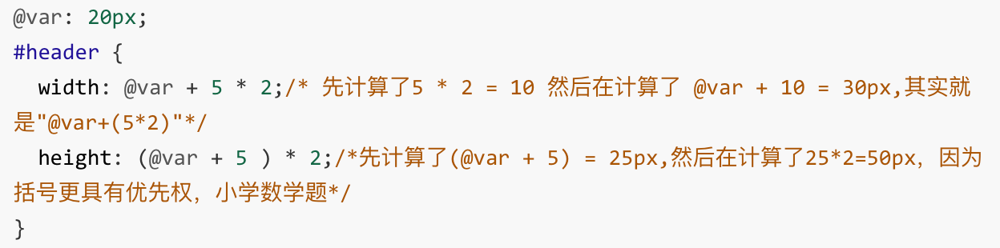 @var: 20px;
#header {
  width: @var + 5 * 2;/* 先计算了5 * 2 = 10 然后在计算了 @var + 10 = 30px,其实就
是"@var+(5*2)"*/
  height: (@var + 5 ) * 2;/*先计算了(@var + 5) = 25px,然后在计算了25*2=50px，因为
括号更具有优先权，小学数学题*/
}